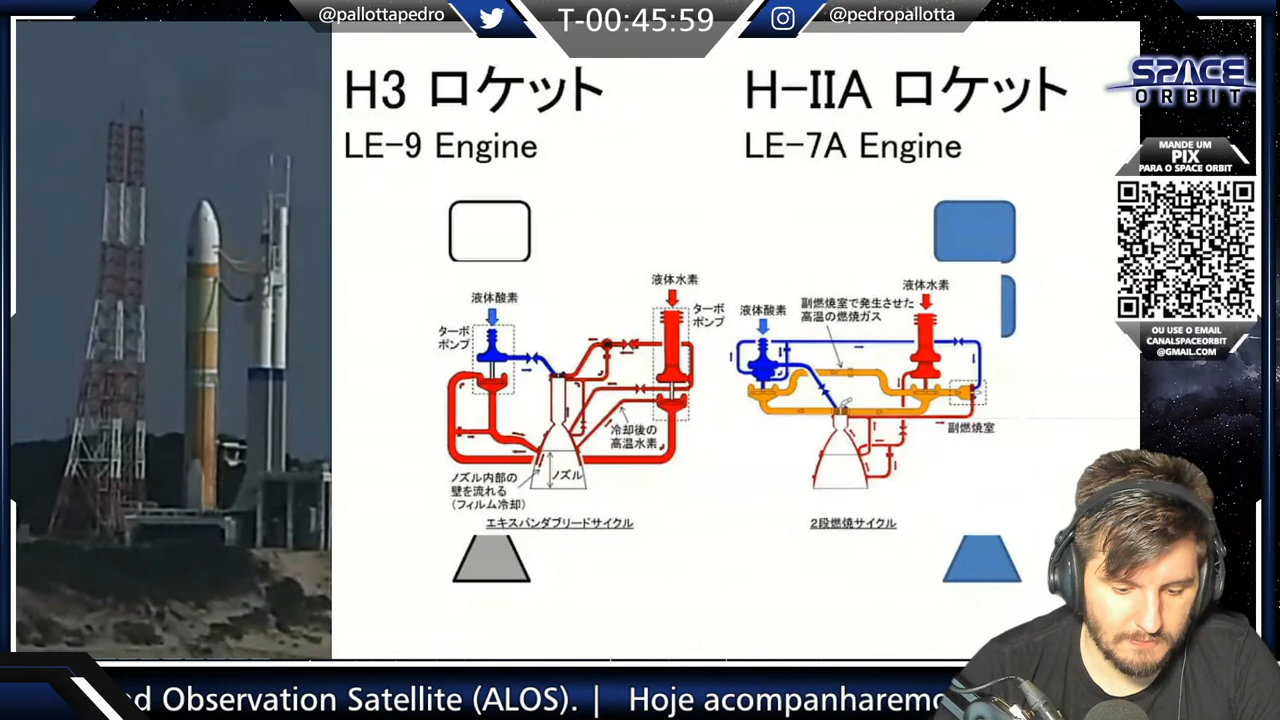 @pallottapedro
T-00:45:59
@pedropallotta
SPACE
ORBIT
MANDE UM
PIX
PARA O SPACE ORBIT
OU USE O EMAIL
CANALSPACEORBIT
@GMAIL.COM
H3 ロケット
LE-9 Engine
液体酸素
液体水素
ターボ
ポンプ
ターボ
ポンプ
冷却後の
高温水素
ノズル
ノズル内部の
壁を流れる
(フィルム冷却)
エキスパンダブリードサイクル
H-IIA ロケット
LE-7A Engine
液体酸素
副燃焼室で発生させた
高温の燃焼ガス
液体水素
副燃焼室
2段燃焼サイクル
d Observation Satellite (ALOS). | Hoje acompanharemo